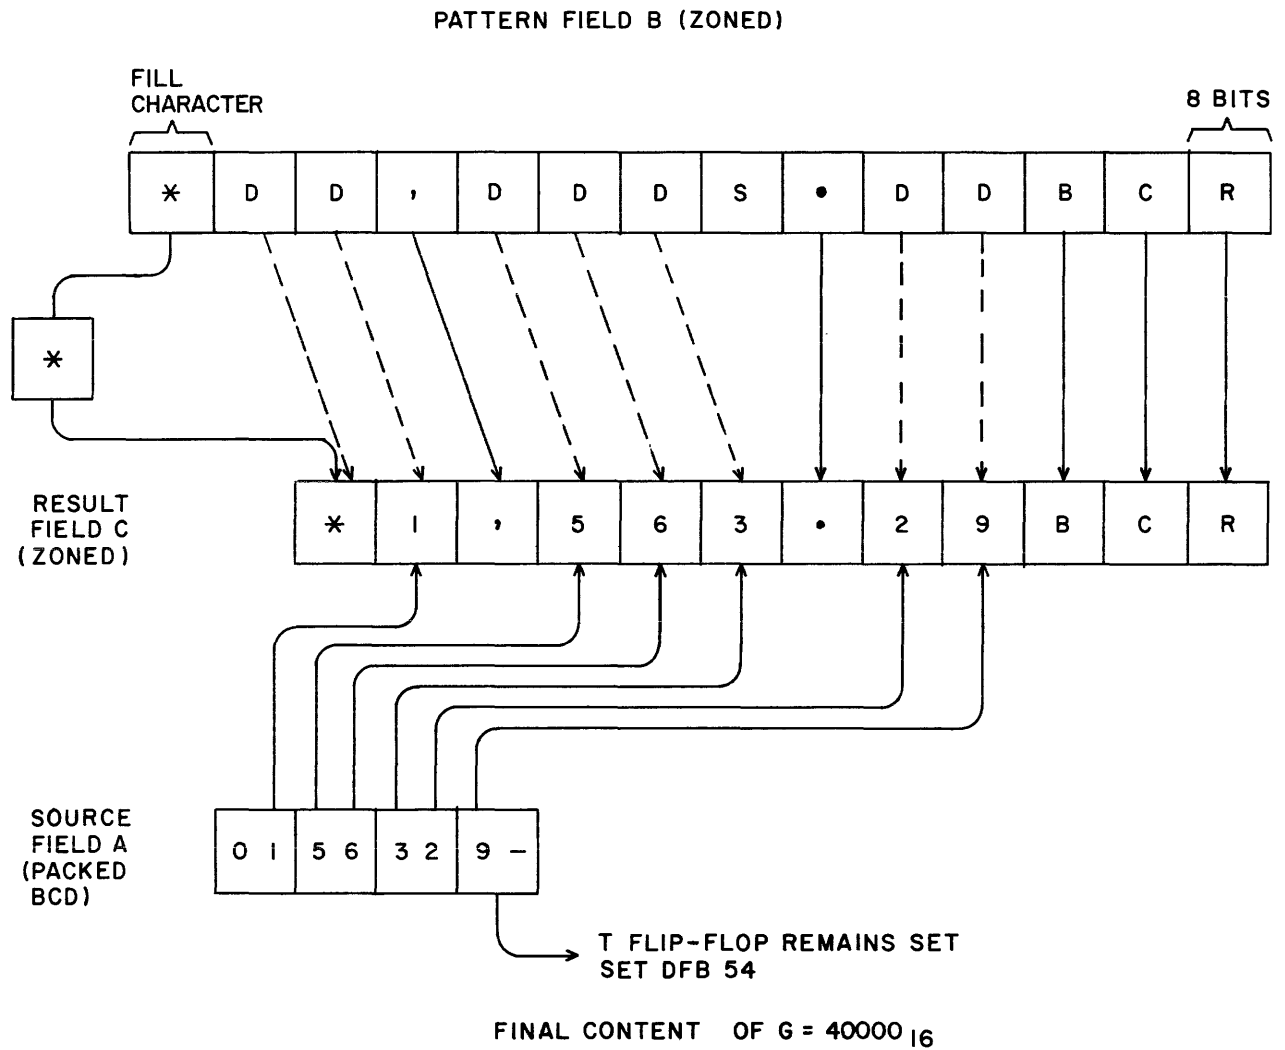 PATTERN FIELD B (ZONED)
FILL
CHARACTER
8 BITS
* D D , D D D S • D D B C R
*
RESULT
FIELD C
(ZONED)
* 1 , 5 6 3 • 2 9 B C R
SOURCE
FIELD A
(PACKED
BCD)
0 1 5 6 3 2 9 –
T FLIP-FLOP REMAINS SET
SET DFB 54
FINAL CONTENT OF G = 40000 16